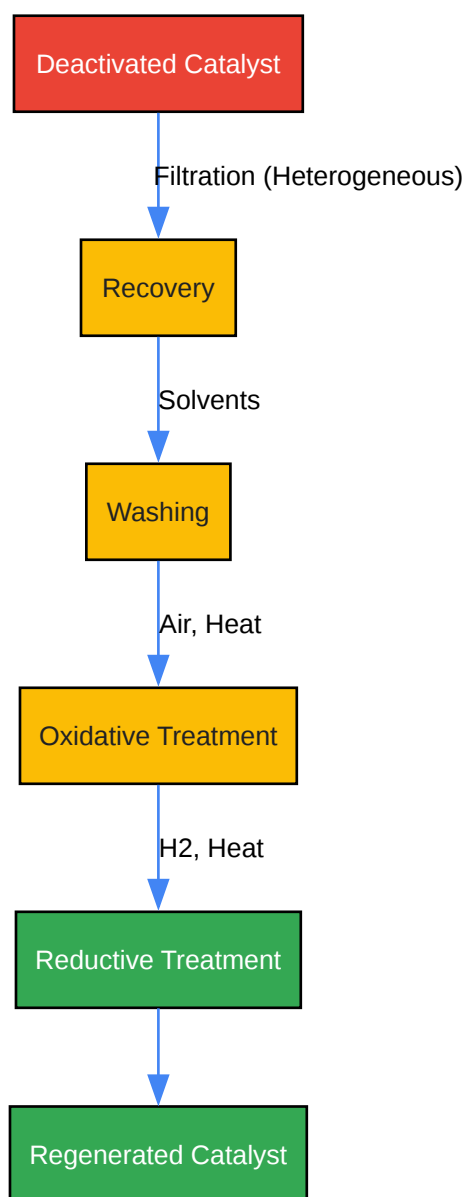 Deactivated Catalyst
Filtration (Heterogeneous)
Recovery
Solvents
Washing
Air, Heat
Oxidative Treatment
H2, Heat
Reductive Treatment
Regenerated Catalyst